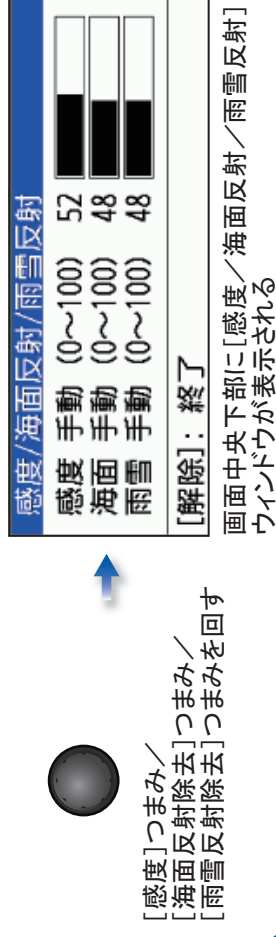 [感度]つまみ／
[海面反射除去]つまみ／
[雨雪反射除去]つまみを回す
感度/海面反射/雨雪反射
感度 手動 (0～100) 52
海面 手動 (0～100) 48
雨雪 手動 (0～100) 48
[解除]： 終了
画面中央下部に[感度／海面反射／雨雪反射]
ウィンドウが表示される